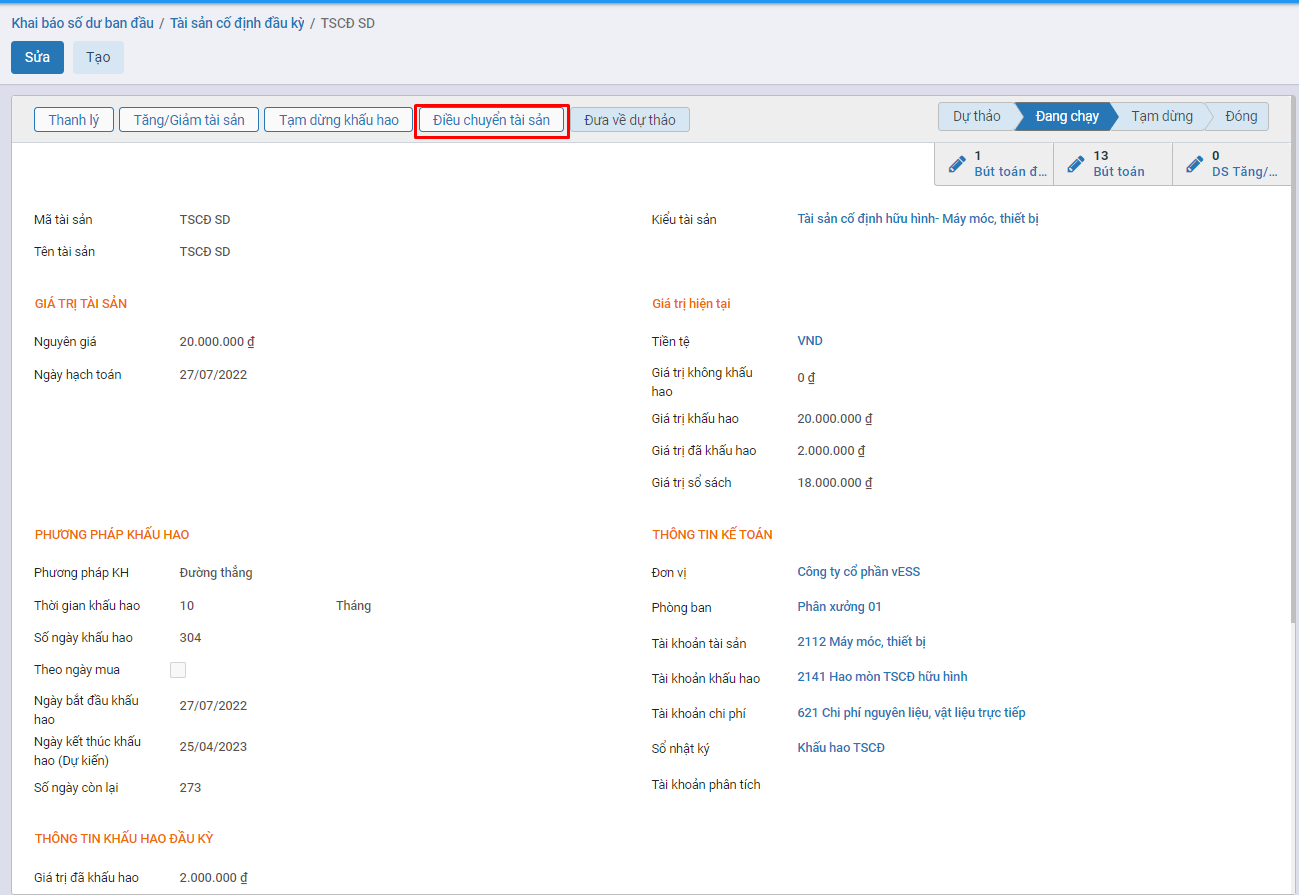 Khai báo số dư ban đầu / Tài sản cố định đầu kỳ / TSCĐ SD
Sửa Tạo
Thanh lý Tăng/Giảm tài sản Tạm dừng khấu hao Điều chuyển tài sản Đưa về dự thảo Dự thảo Đang chạy Tạm dừng Đóng
1 Bút toán đ... 13 Bút toán 0 DS Tăng/...
Mã tài sản TSCĐ SD Kiểu tài sản Tài sản cố định hữu hình- Máy móc, thiết bị
Tên tài sản TSCĐ SD
GIÁ TRỊ TÀI SẢN Giá trị hiện tại
Nguyên giá 20.000.000 ₫ Tiền tệ VND
Ngày hạch toán 27/07/2022 Giá trị không khấu
hao 0 ₫
Giá trị khấu hao 20.000.000 ₫
Giá trị đã khấu hao 2.000.000 ₫
Giá trị sổ sách 18.000.000 ₫
PHƯƠNG PHÁP KHẤU HAO THÔNG TIN KẾ TOÁN
Phương pháp KH Đường thẳng Đơn vị Công ty cổ phần vESS
Thời gian khấu hao 10 Tháng Phòng ban Phân xưởng 01
Số ngày khấu hao 304 Tài khoản tài sản 2112 Máy móc, thiết bị
Theo ngày mua Tài khoản khấu hao 2141 Hao mòn TSCĐ hữu hình
Ngày bắt đầu khấu
hao 27/07/2022 Tài khoản chi phí 621 Chi phí nguyên liệu, vật liệu trực tiếp
Ngày kết thúc khấu
hao (Dự kiến) 25/04/2023 Sổ nhật ký Khấu hao TSCĐ
Số ngày còn lại 273 Tài khoản phân tích
THÔNG TIN KHẤU HAO ĐẦU KỲ
Giá trị đã khấu hao 2.000.000 ₫